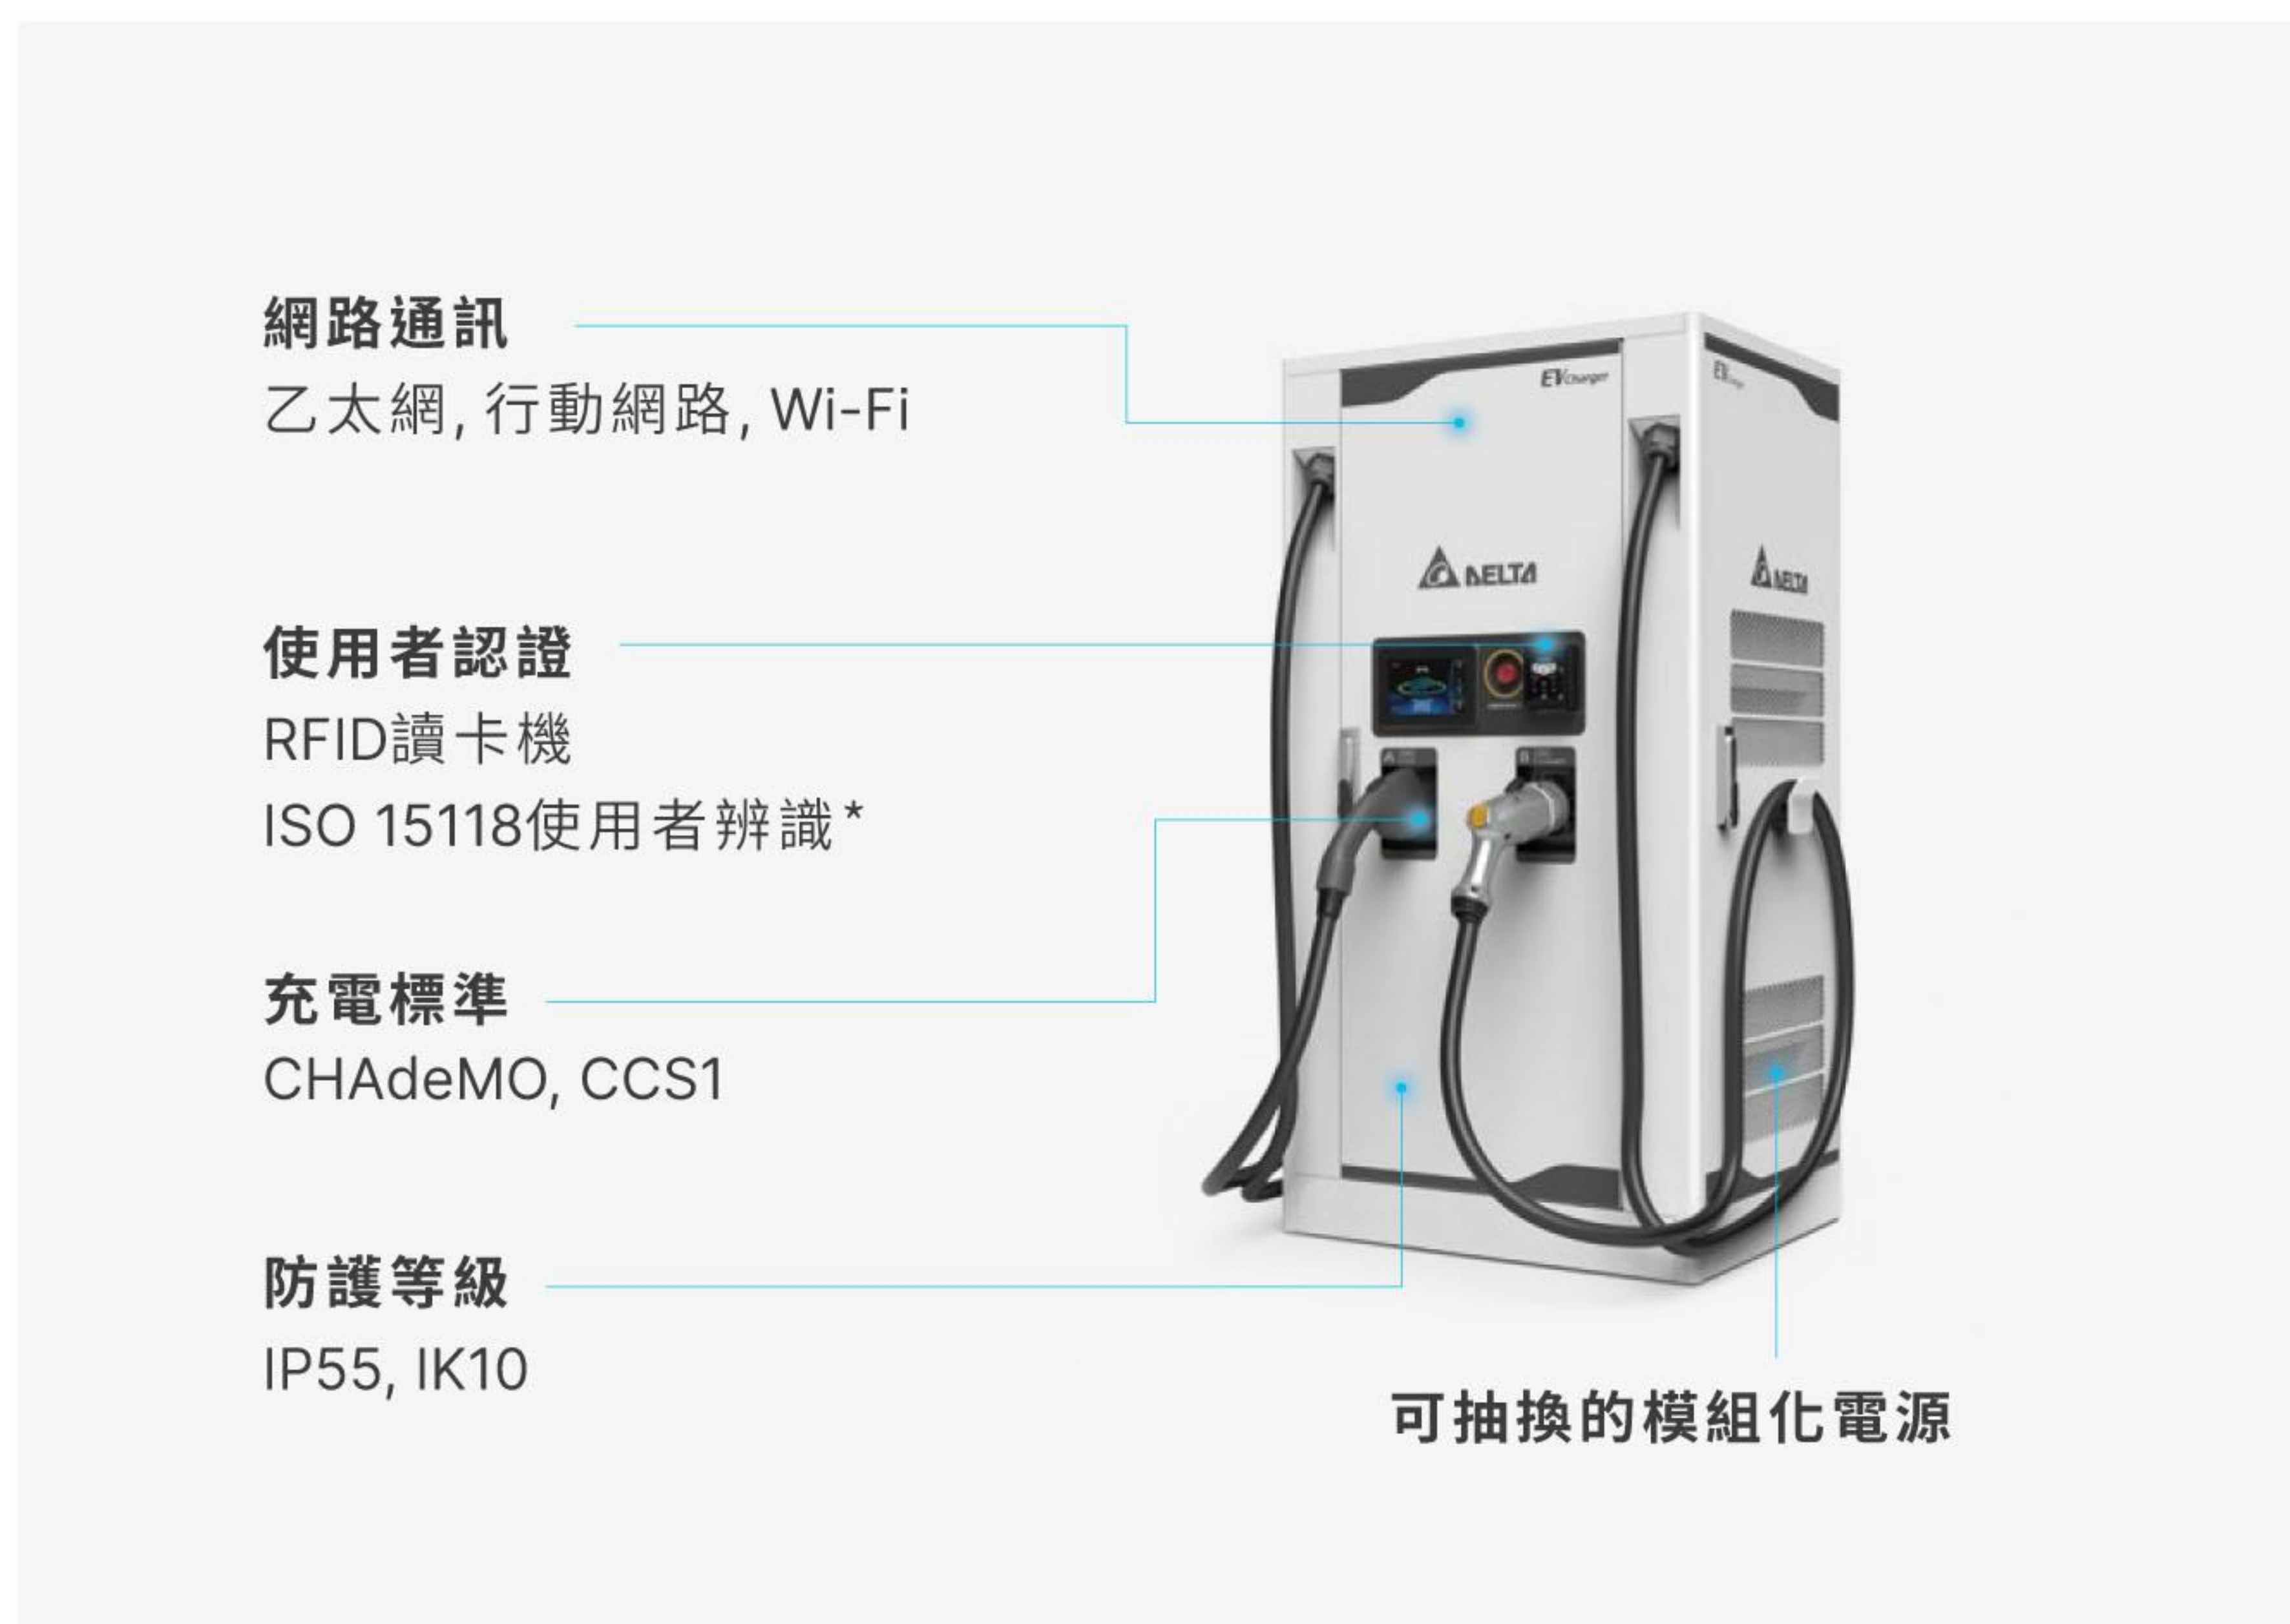 網路通訊
乙太網, 行動網路, Wi-Fi
使用者認證
RFID讀卡機
ISO 15118使用者辨識*
充電標準
CHAdeMO, CCS1
防護等級
IP55, IK10
可抽換的模組化電源
EVcharger
DELTA
DELTA